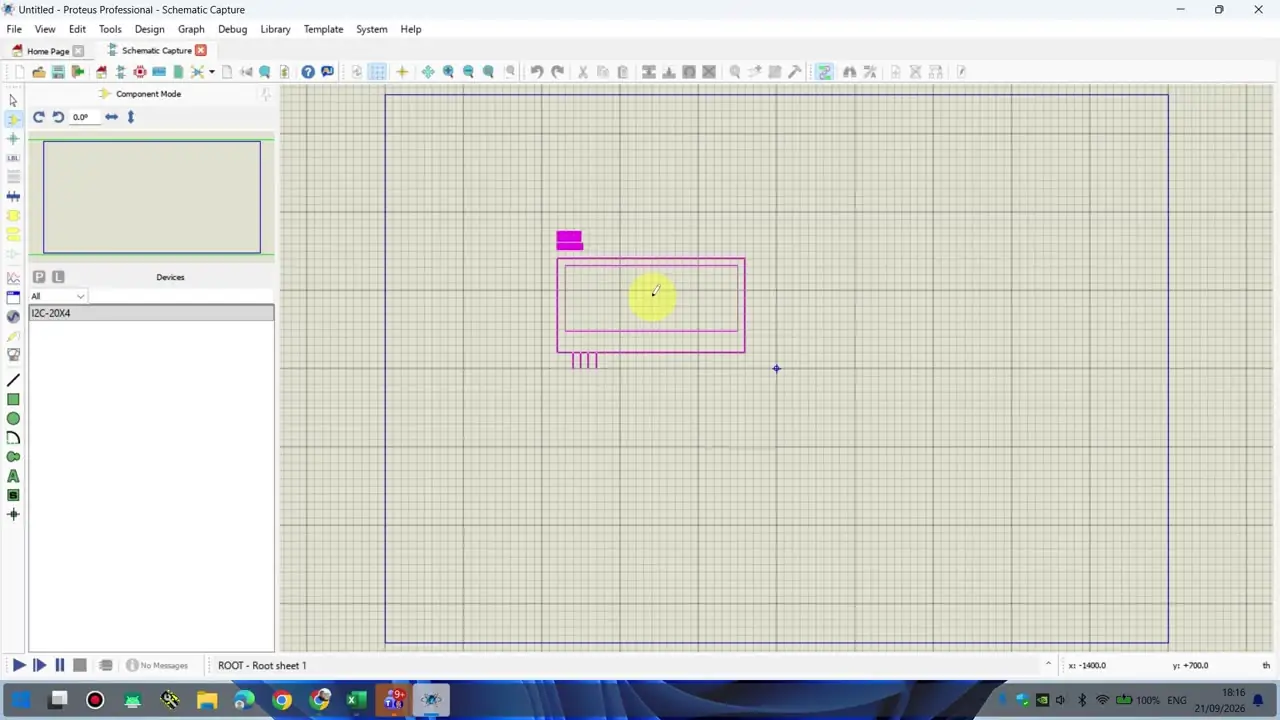 Untitled - Proteus Professional - Schematic Capture
File View Edit Tools Design Graph Debug Library Template System Help
Home Page Schematic Capture
Component Mode
0.0°
LBL
P L Devices
All
I2C-20X4
A
S
No Messages ROOT - Root sheet 1 x: -1400.0 y: +700.0 th
9+ 100% ENG 18:16
21/09/2026